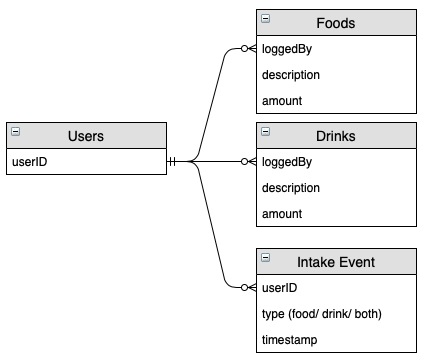 Foods
loggedBy
description
amount
Users
userID
Drinks
loggedBy
description
amount
Intake Event
userID
type (food/ drink/ both)
timestamp